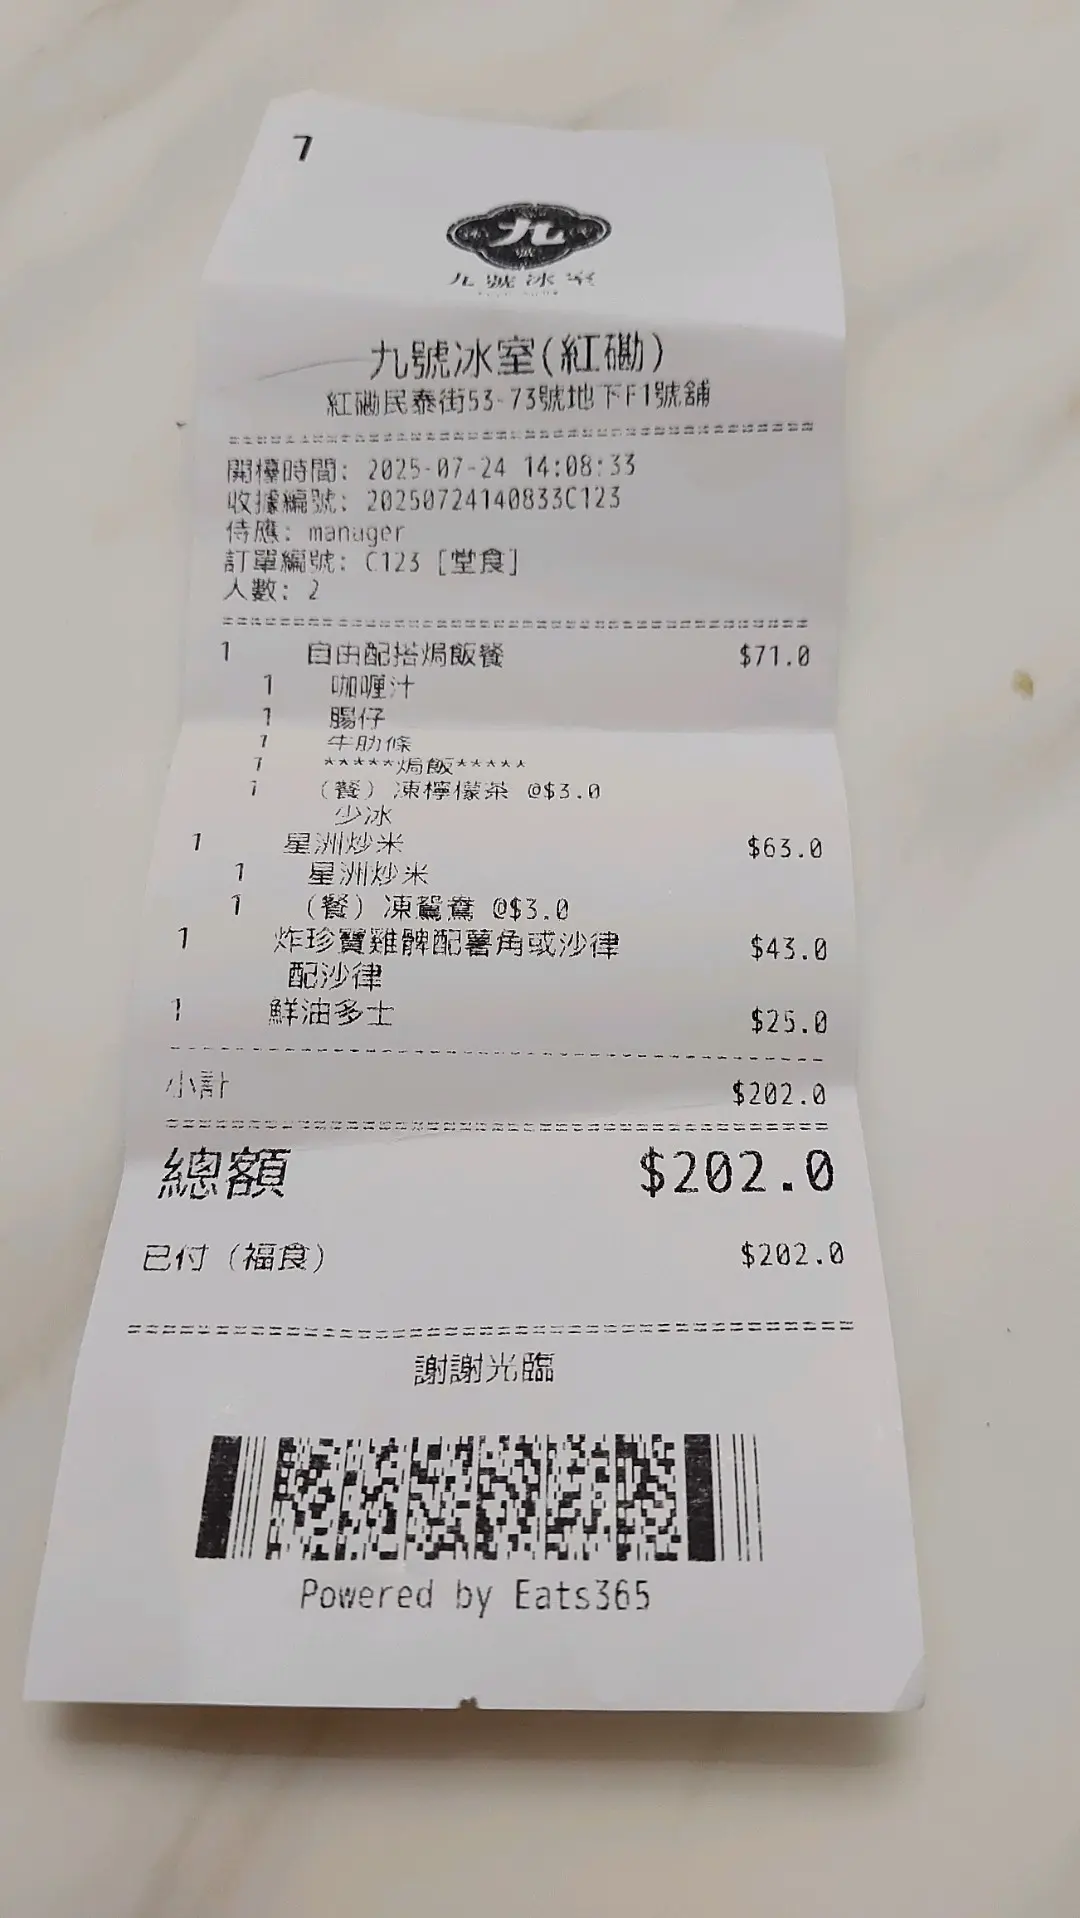 7
九
九號冰室
九號冰室(紅磡)
紅磡民泰街53-73號地下F1號舖
開檯時間: 2025-07-24 14:08:33
收據編號: 20250724140833C123
侍應: manager
訂單編號: C123 [堂食]
人數: 2
1 自由配搭焗飯餐 $71.0
1 咖喱汁
1 腸仔
1 牛肋條
1 *****焗飯*****
1 (餐) 凍檸檬茶 @$3.0
少冰
1 星洲炒米 $63.0
1 星洲炒米
1 (餐) 凍鴛鴦 @$3.0
1 炸珍寶雞髀配薯角或沙律 $43.0
配沙律
1 鮮油多士 $25.0
小計 $202.0
總額 $202.0
已付 (福食) $202.0
謝謝光臨
Powered by Eats365